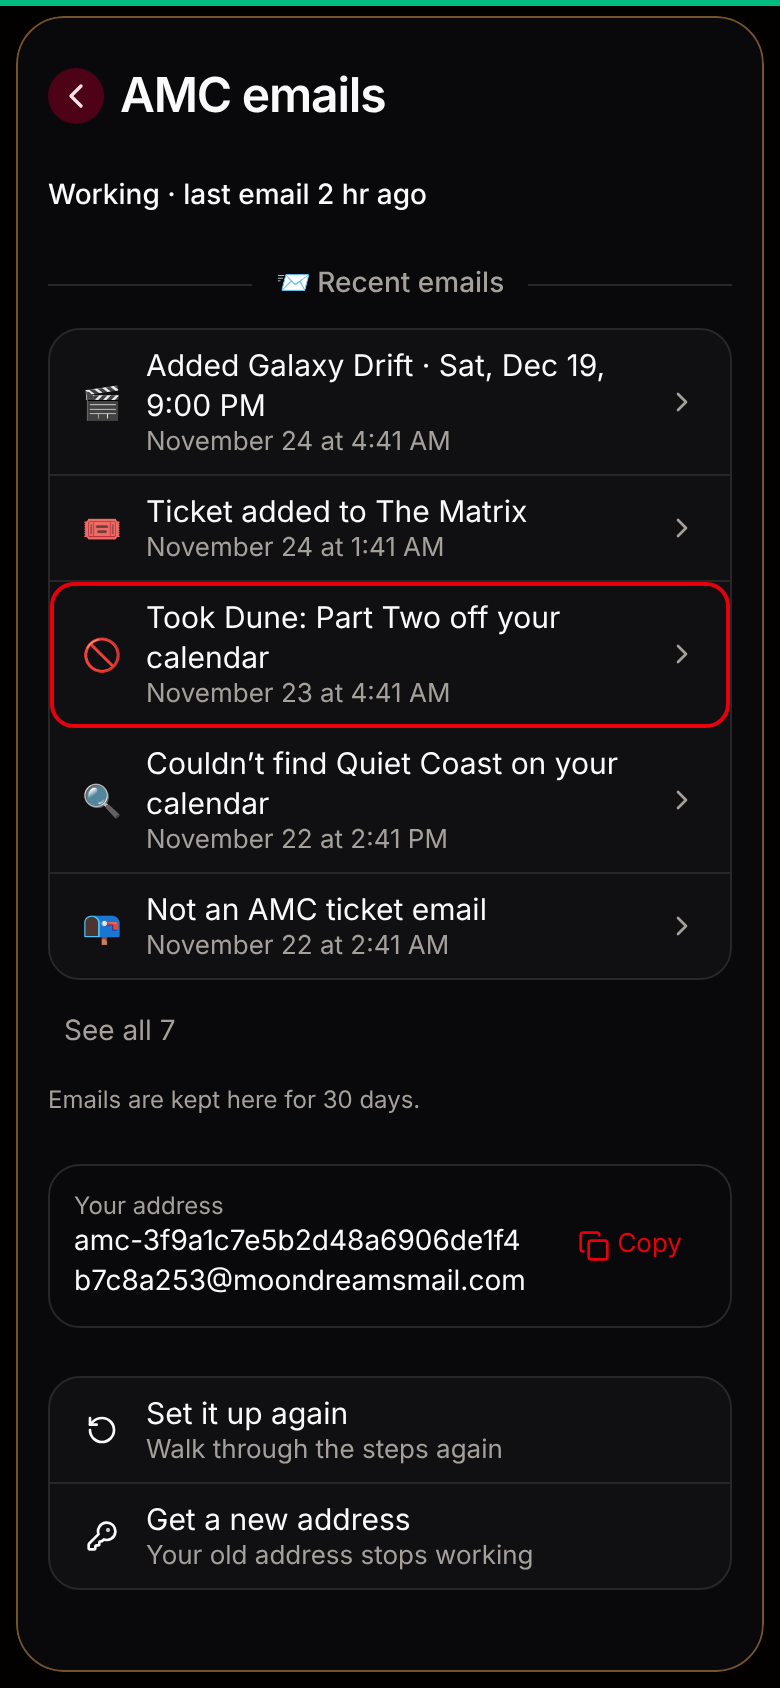 AMC emails
Working · last email 2 hr ago
📨 Recent emails
Added Galaxy Drift · Sat, Dec 19,
9:00 PM
November 24 at 4:41 AM
Ticket added to The Matrix
November 24 at 1:41 AM
Took Dune: Part Two off your
calendar
November 23 at 4:41 AM
Couldn’t find Quiet Coast on your
calendar
November 22 at 2:41 PM
Not an AMC ticket email
November 22 at 2:41 AM
See all 7
Emails are kept here for 30 days.
Your address
amc-3f9a1c7e5b2d48a6906de1f4
b7c8a253@moondreamsmail.com
Copy
Set it up again
Walk through the steps again
Get a new address
Your old address stops working